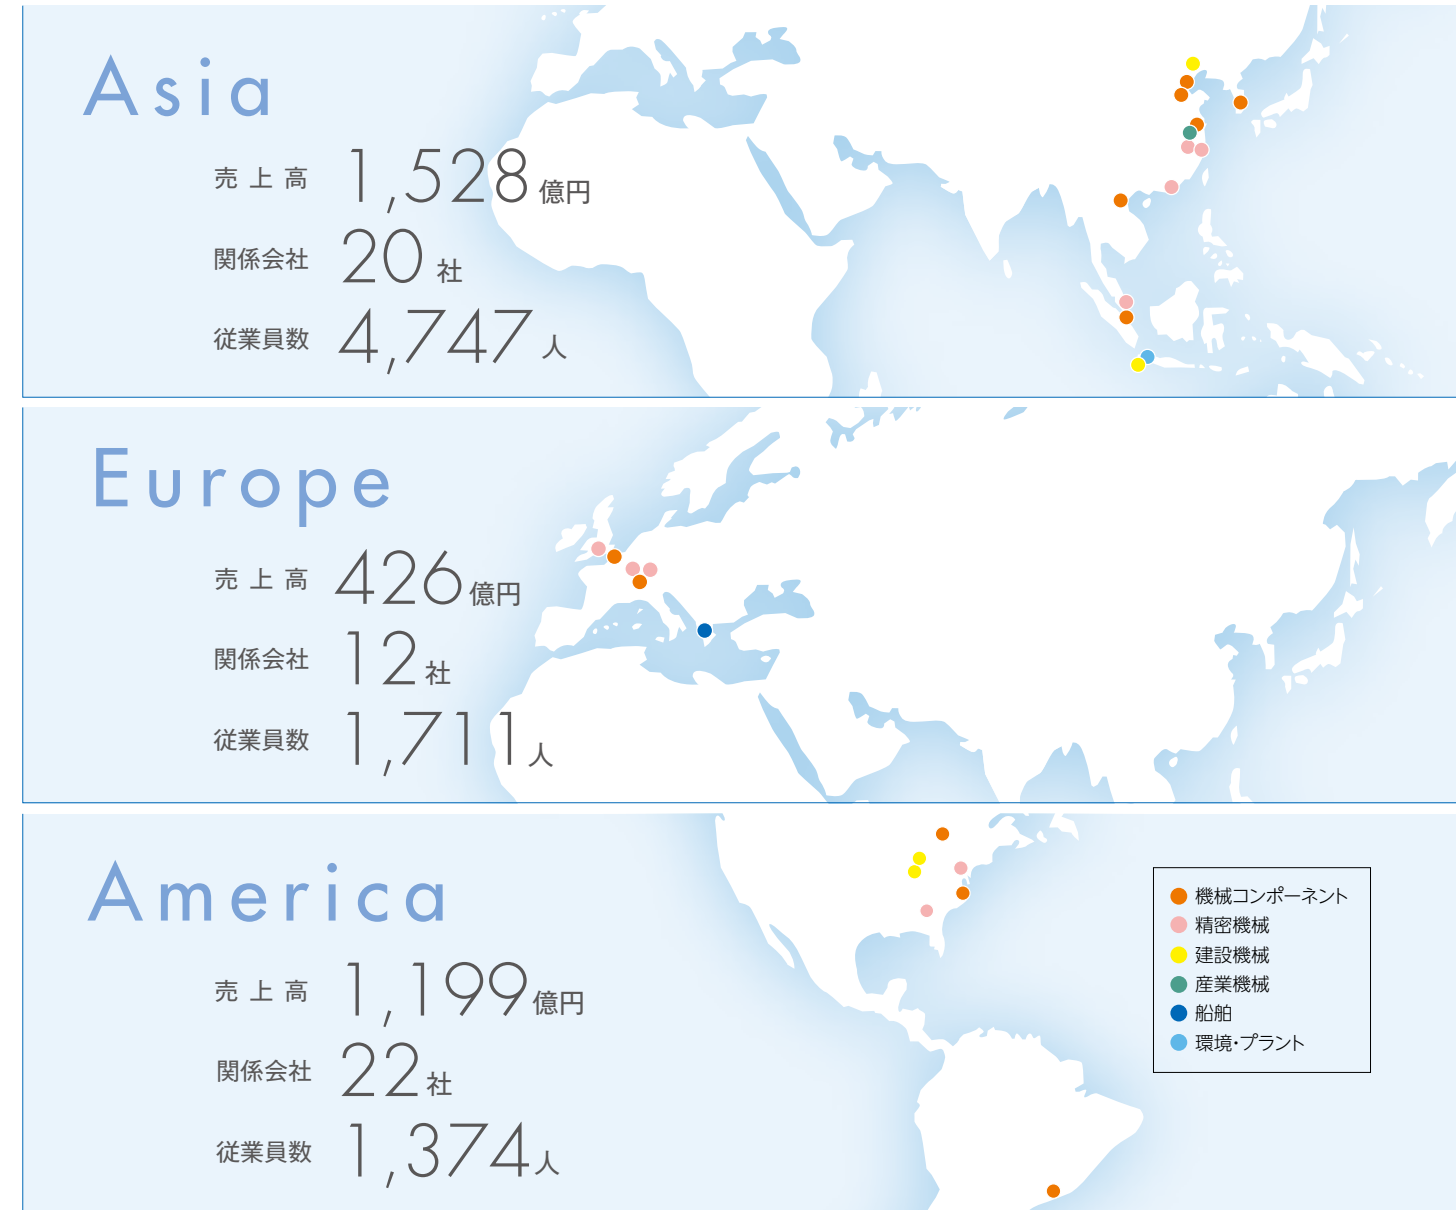 Asia
売上高 1,528億円
関係会社 20社
従業員数 4,747人
Europe
売上高 426億円
関係会社 12社
従業員数 1,711人
America
売上高 1,199億円
関係会社 22社
従業員数 1,374人
機械コンポーネント
精密機械
建設機械
産業機械
船舶
環境・プラント